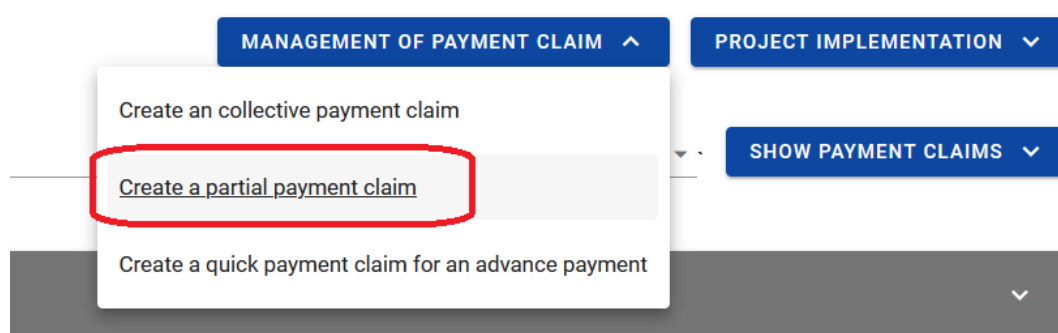 MANAGEMENT OF PAYMENT CLAIM
PROJECT IMPLEMENTATION
Create an collective payment claim
SHOW PAYMENT CLAIMS
Create a partial payment claim
Create a quick payment claim for an advance payment